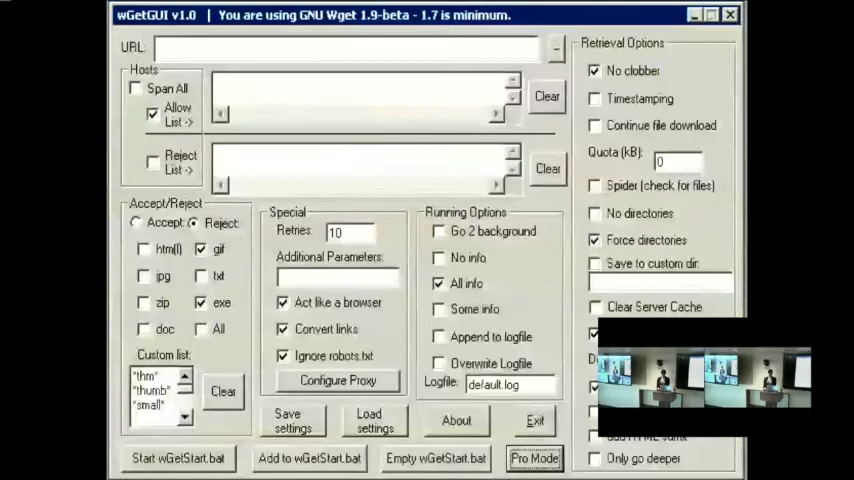 wGetGUI v1.0 | You are using GNU Wget 1.9-beta - 1.7 is minimum.
URL:
Hosts
Span All
Allow
List ->
Clear
Reject
List ->
Clear
Accept/Reject
Accept: Reject:
htm(l) gif
jpg txt
zip exe
doc All
Custom list:
*thm*
*thumb*
*small*
Clear
Special
Retries: 10
Additional Parameters:
Act like a browser
Convert links
Ignore robots.txt
Configure Proxy
Running Options
Go 2 background
No info
All info
Some info
Append to logfile
Overwrite Logfile
Logfile: default.log
Save
settings
Load
settings
About
Exit
Start wGetStart.bat
Add to wGetStart.bat
Empty wGetStart.bat
Pro Mode
Retrieval Options
No clobber
Timestamping
Continue file download
Quota (kB): 0
Spider (check for files)
No directories
Force directories
Save to custom dir:
Clear Server Cache
Only go deeper